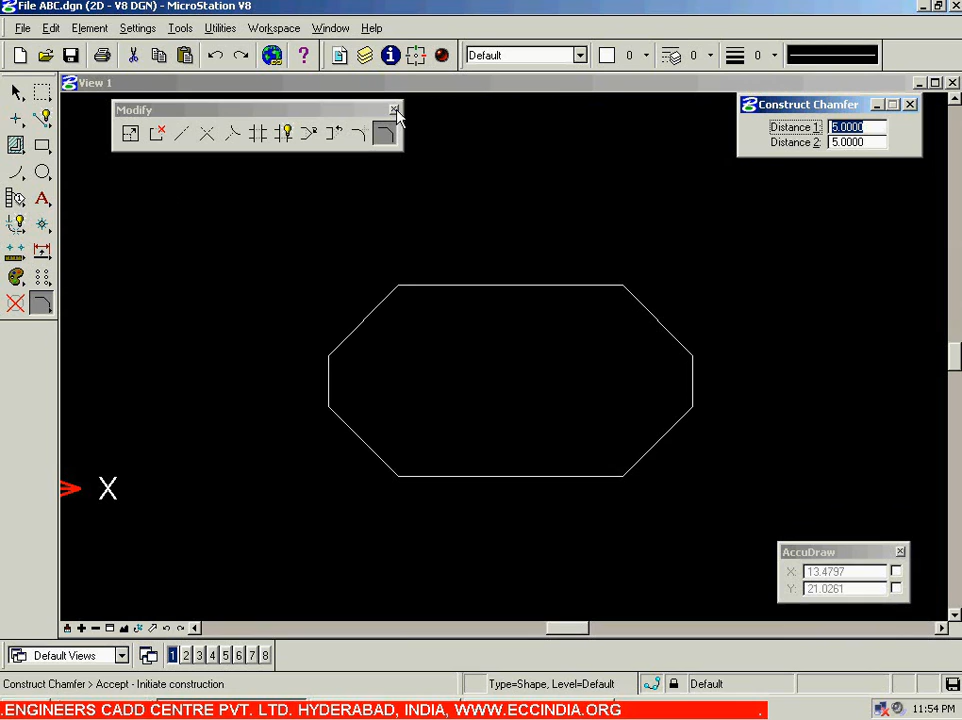 File ABC.dgn (2D - V8 DGN) - MicroStation V8
File Edit Element Settings Tools Utilities Workspace Window Help
Default 0 0 0
View 1
Modify
Construct Chamfer
Distance 1: 5.0000
Distance 2: 5.0000
X
AccuDraw
X: 13.4797
Y: 21.0261
Default Views 1 2 3 4 5 6 7 8
Construct Chamfer > Accept - Initiate construction Type=Shape, Level=Default Default
.ENGINEERS CADD CENTRE PVT. LTD. HYDERABAD, INDIA, WWW.ECCINDIA.ORG .
11:54 PM